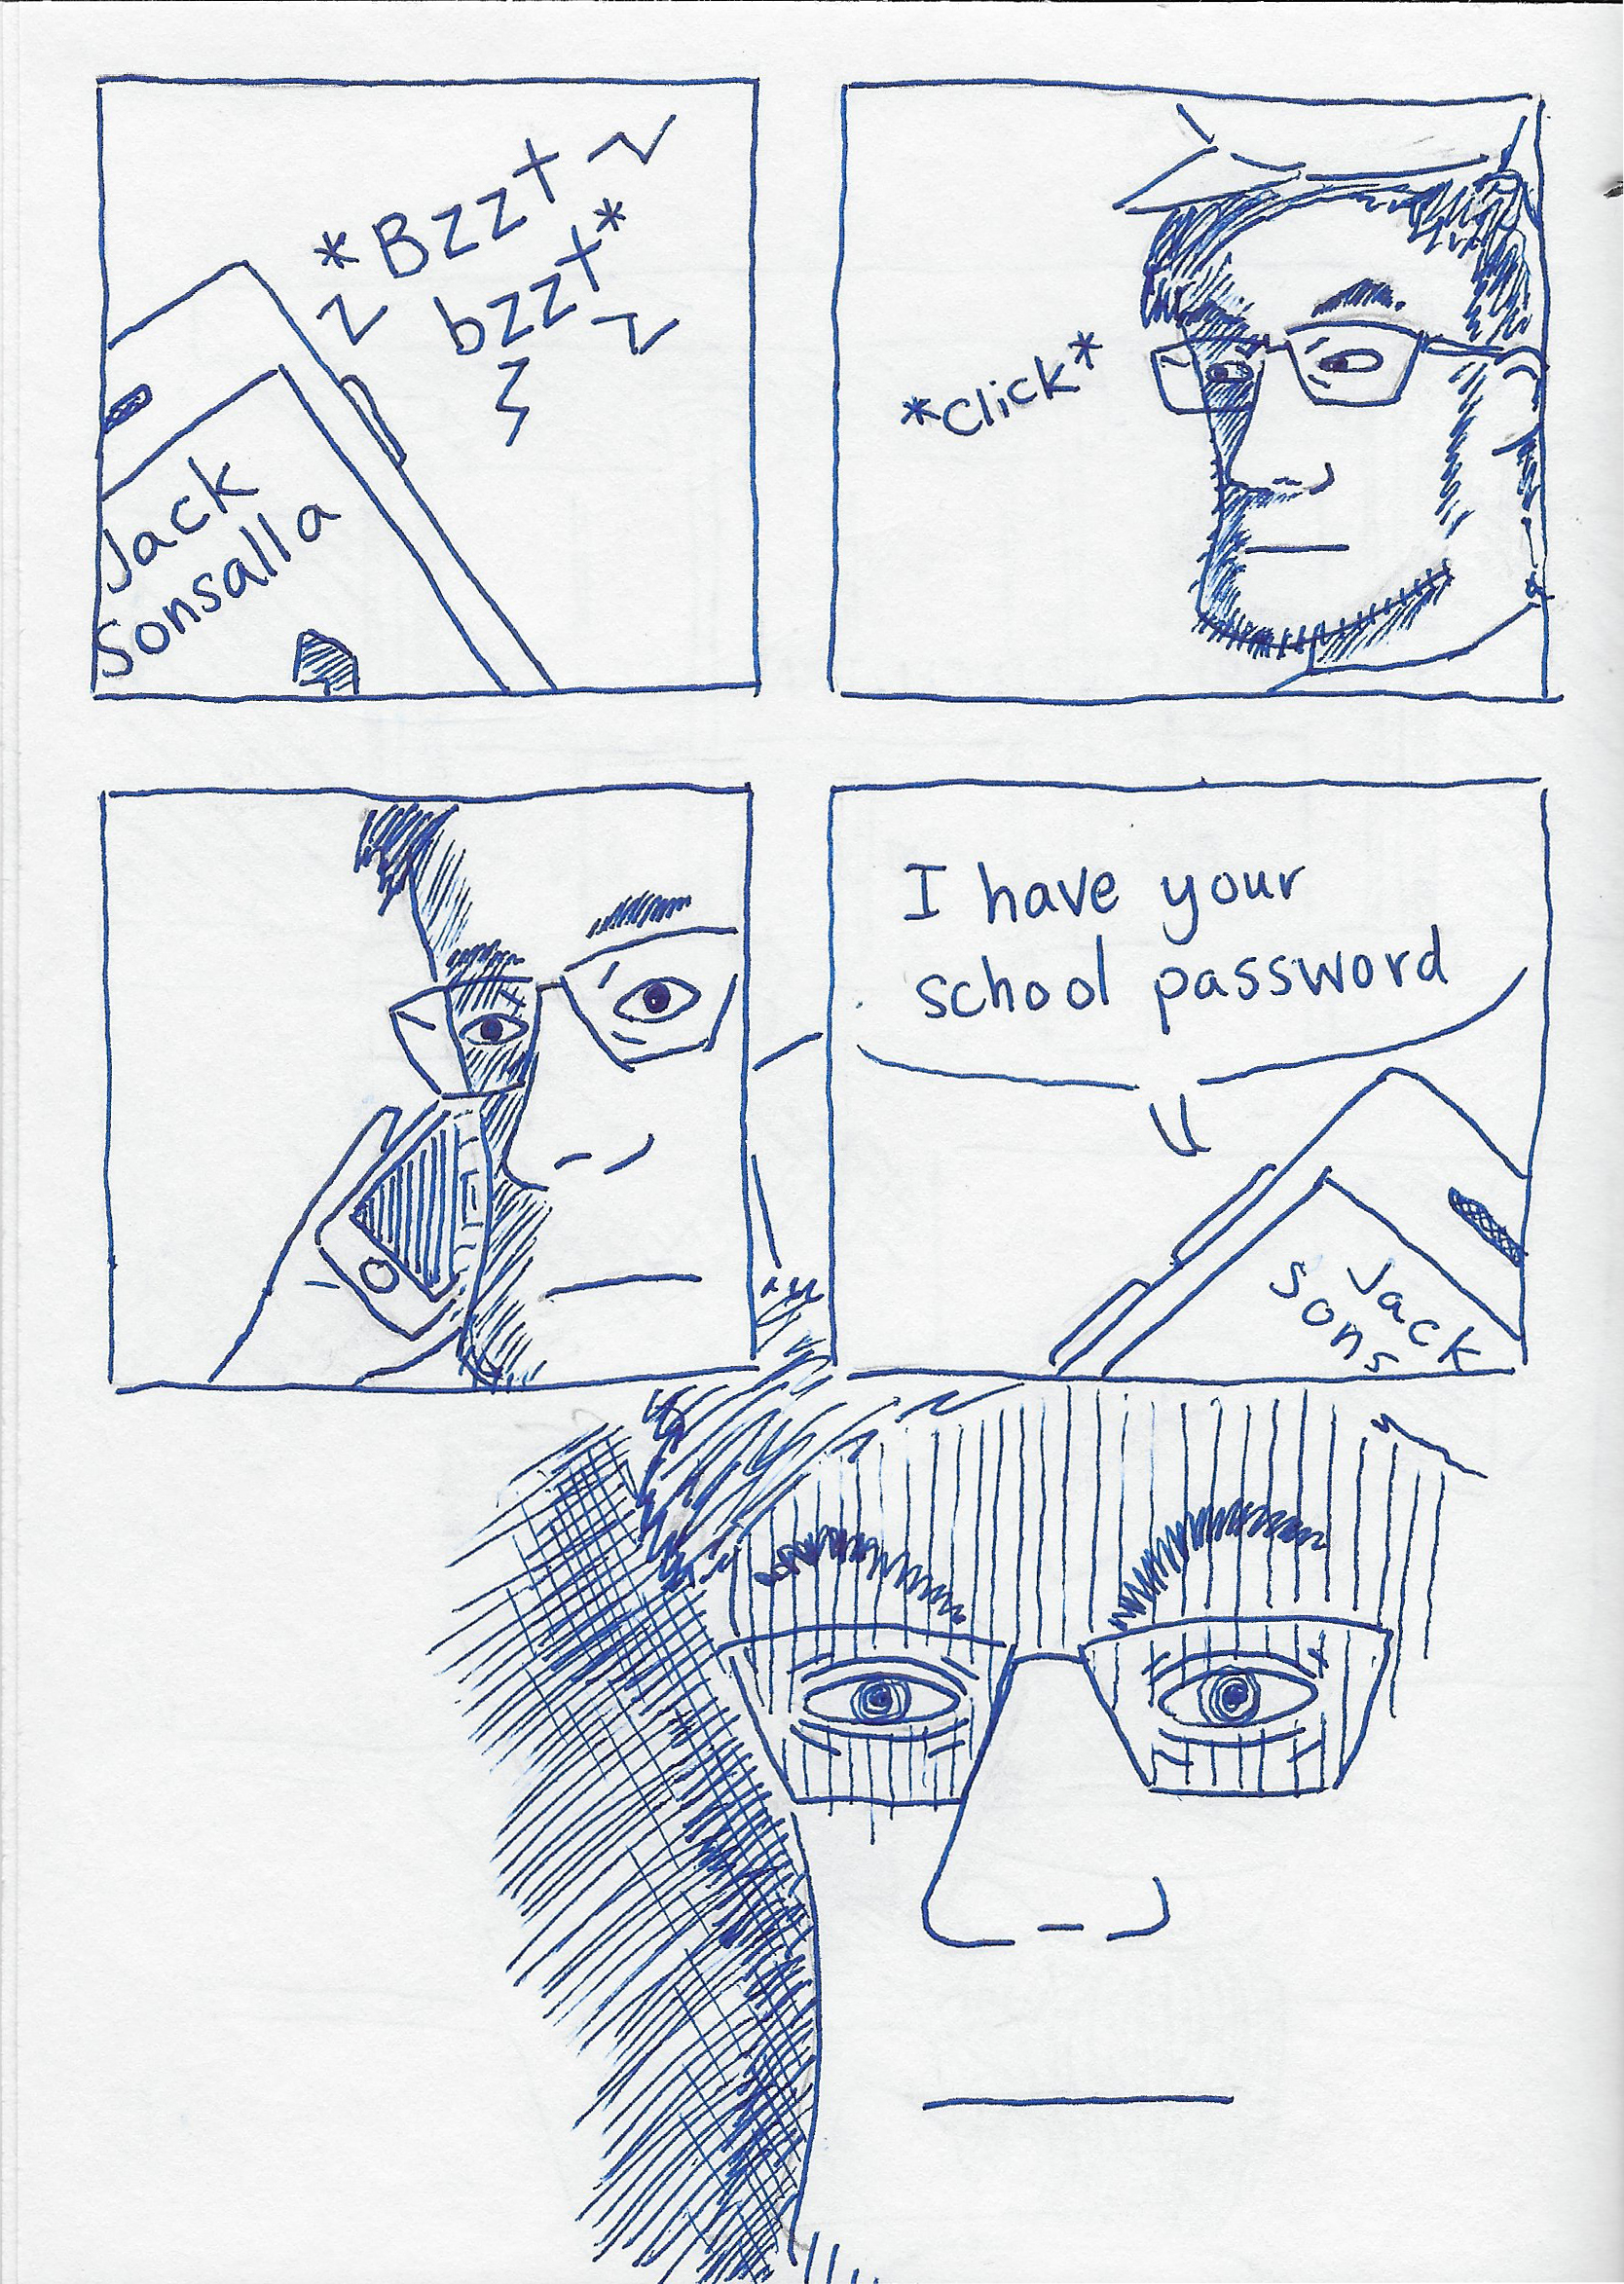 *Bzzt
bzzt*
Jack
Sonsalla
*Click*
I have your
school password
Jack
Sons